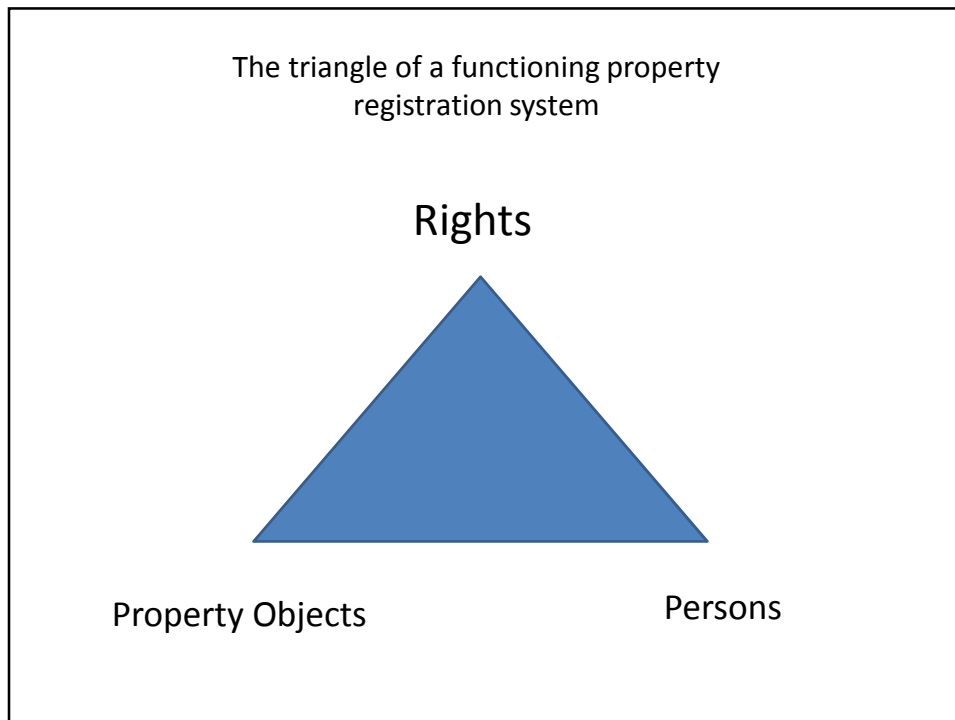 The triangle of a functioning property
registration system
Rights
Property Objects
Persons